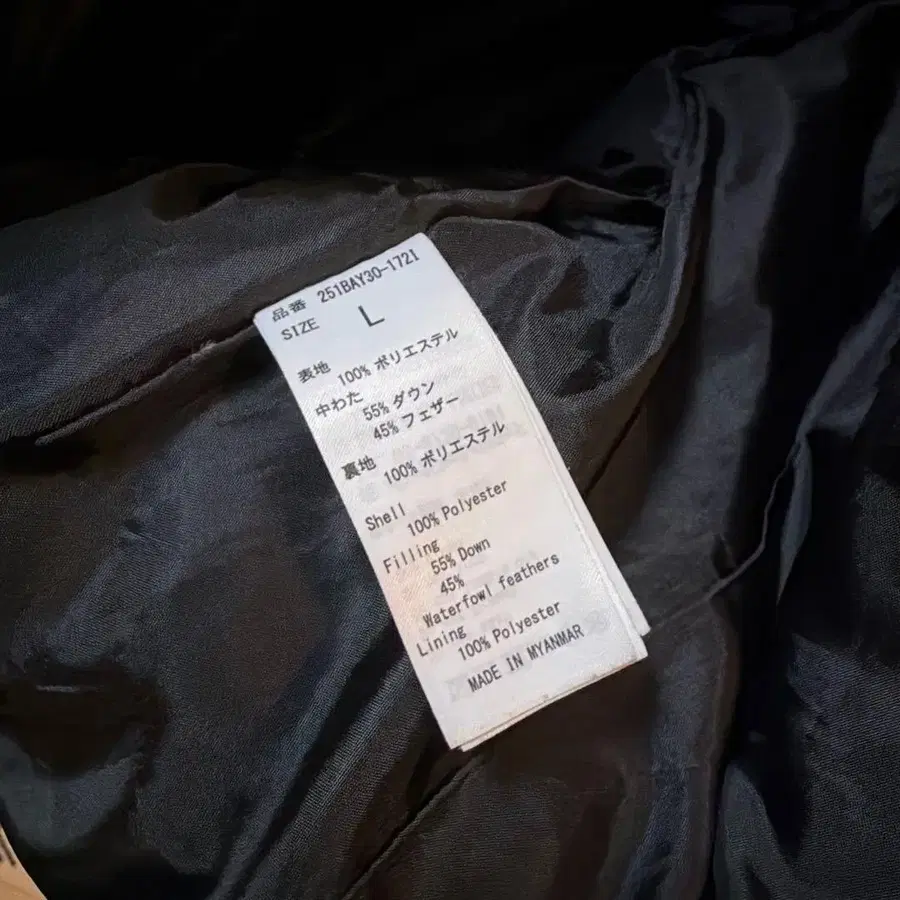 品番 251BAY30-1721
SIZE L
表地
100% ポリエステル
中わた
55% ダウン
45% フェザー
裏地
100% ポリエステル
Shell
100% Polyester
Filling
55% Down
45%
Waterfowl feathers
Lining
100% Polyester
MADE IN MYANMAR